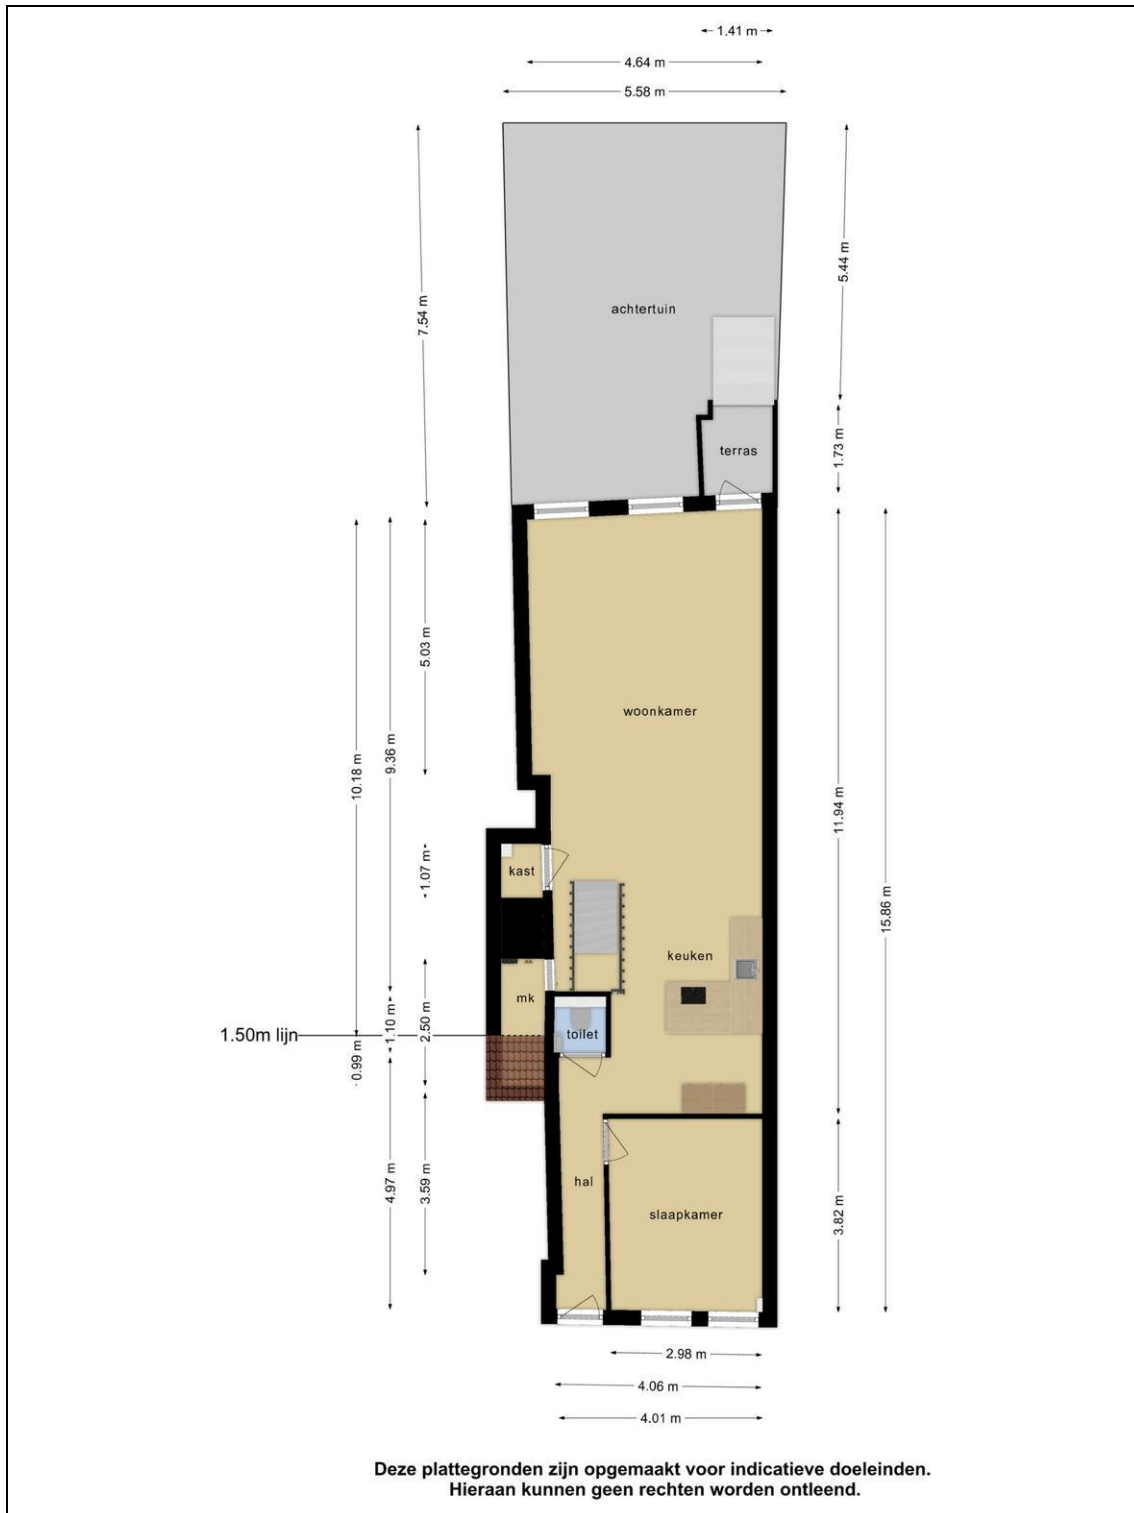 1.41 m
4.64 m
5.58 m
7.54 m
5.44 m
achtertuin
1.73 m
terras
5.03 m
woonkamer
10.18 m
9.36 m
11.94 m
1.07 m
kast
15.86 m
keuken
mk
1.10 m
2.50 m
1.50m lijn
toilet
0.99 m
4.97 m
3.59 m
hal
slaapkamer
3.82 m
2.98 m
4.06 m
4.01 m
Deze plattegronden zijn opgemaakt voor indicatieve doeleinden.
Hieraan kunnen geen rechten worden ontleend.